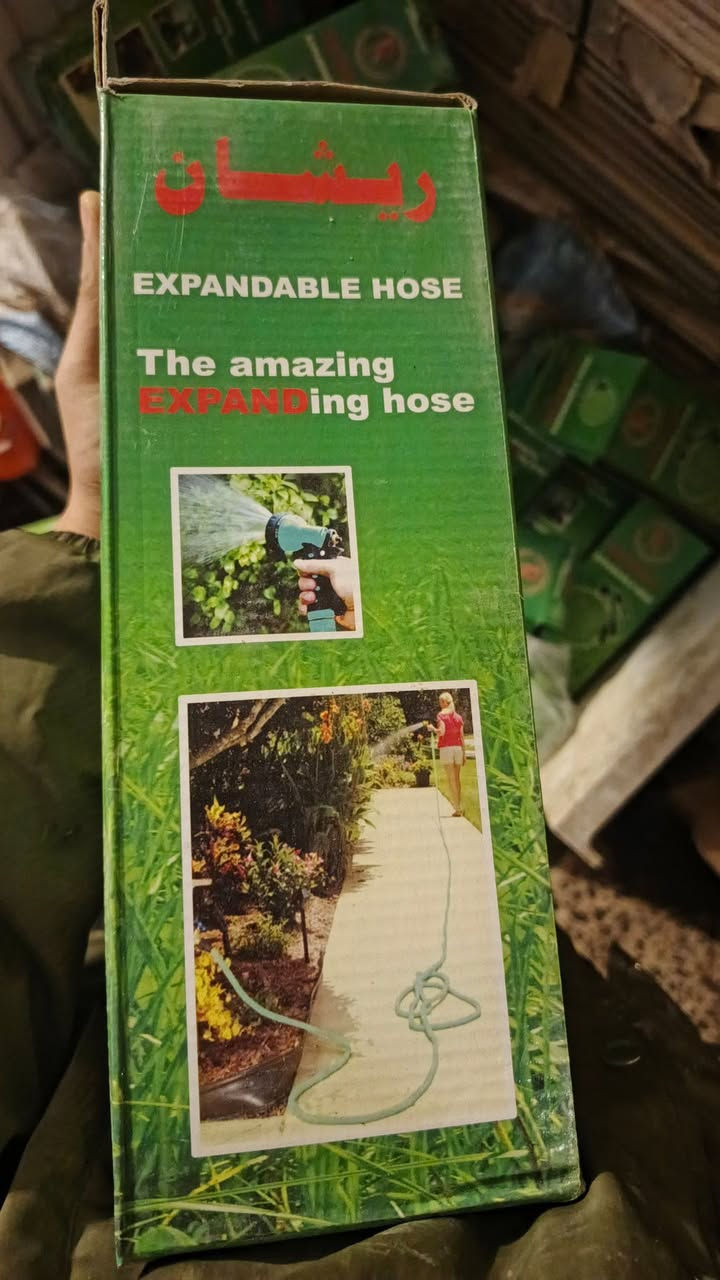 ريشان
EXPANDABLE HOSE
The amazing
EXPANDing hose